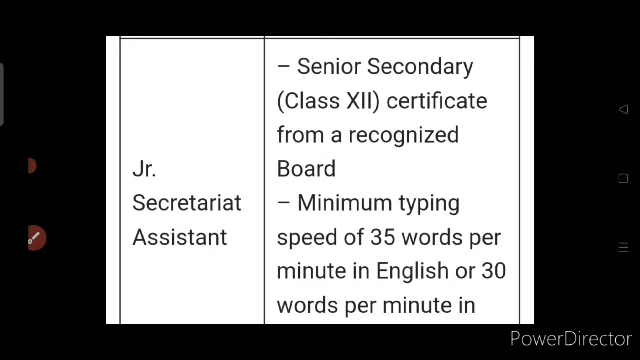 – Senior Secondary
(Class XII) certificate
from a recognized
Board
Jr.
Secretariat
Assistant
– Minimum typing
speed of 35 words per
minute in English or 30
words per minute in
PowerDirector